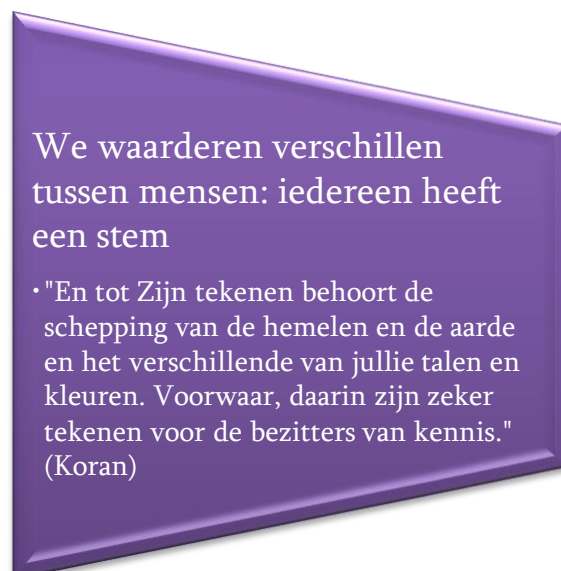 We waarderen verschillen
tussen mensen: iedereen heeft
een stem
• "En tot Zijn tekenen behoort de
schepping van de hemelen en de aarde
en het verschillende van jullie talen en
kleuren. Voorwaar, daarin zijn zeker
tekenen voor de bezitters van kennis."
(Koran)